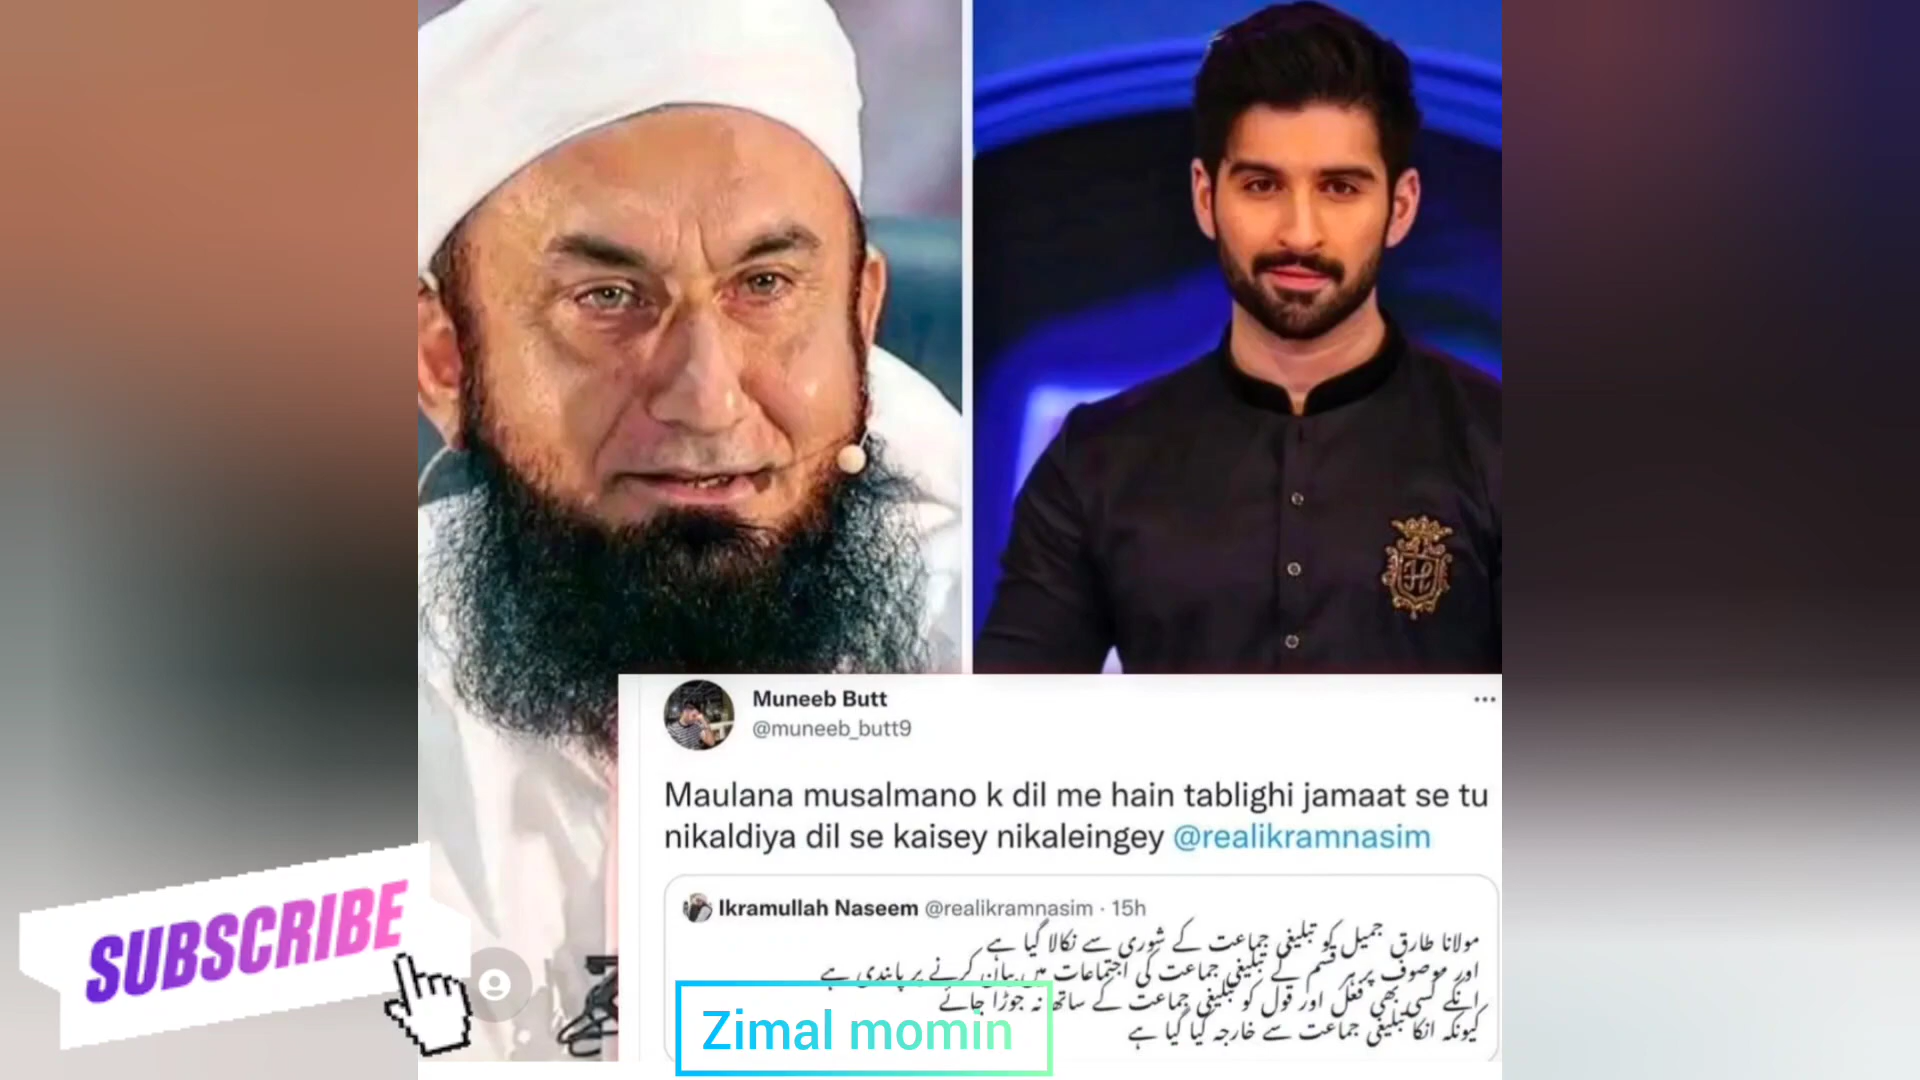 Muneeb Butt
@muneeb_butt9
Maulana musalmano k dil me hain tablighi jamaat se tu
nikaldiya dil se kaisey nikaleingey @realikramnasim
Ikramullah Naseem @realikramnasim · 15h
مولانا طارق جمیل کو تبلیغی جماعت کے شوری سے نکالا گیا ہے
اور موصوف پر ہر قسم کے تبلیغی جماعت کی اجتماعات میں بیان کرنے پر پابندی ہے
انکے کسی بھی فعل اور قول کو تبلیغی جماعت کے ساتھ نہ جوڑا جائے
کیونکہ انکا تبلیغی جماعت سے خارجہ کیا گیا ہے
SUBSCRIBE
Zimal momin